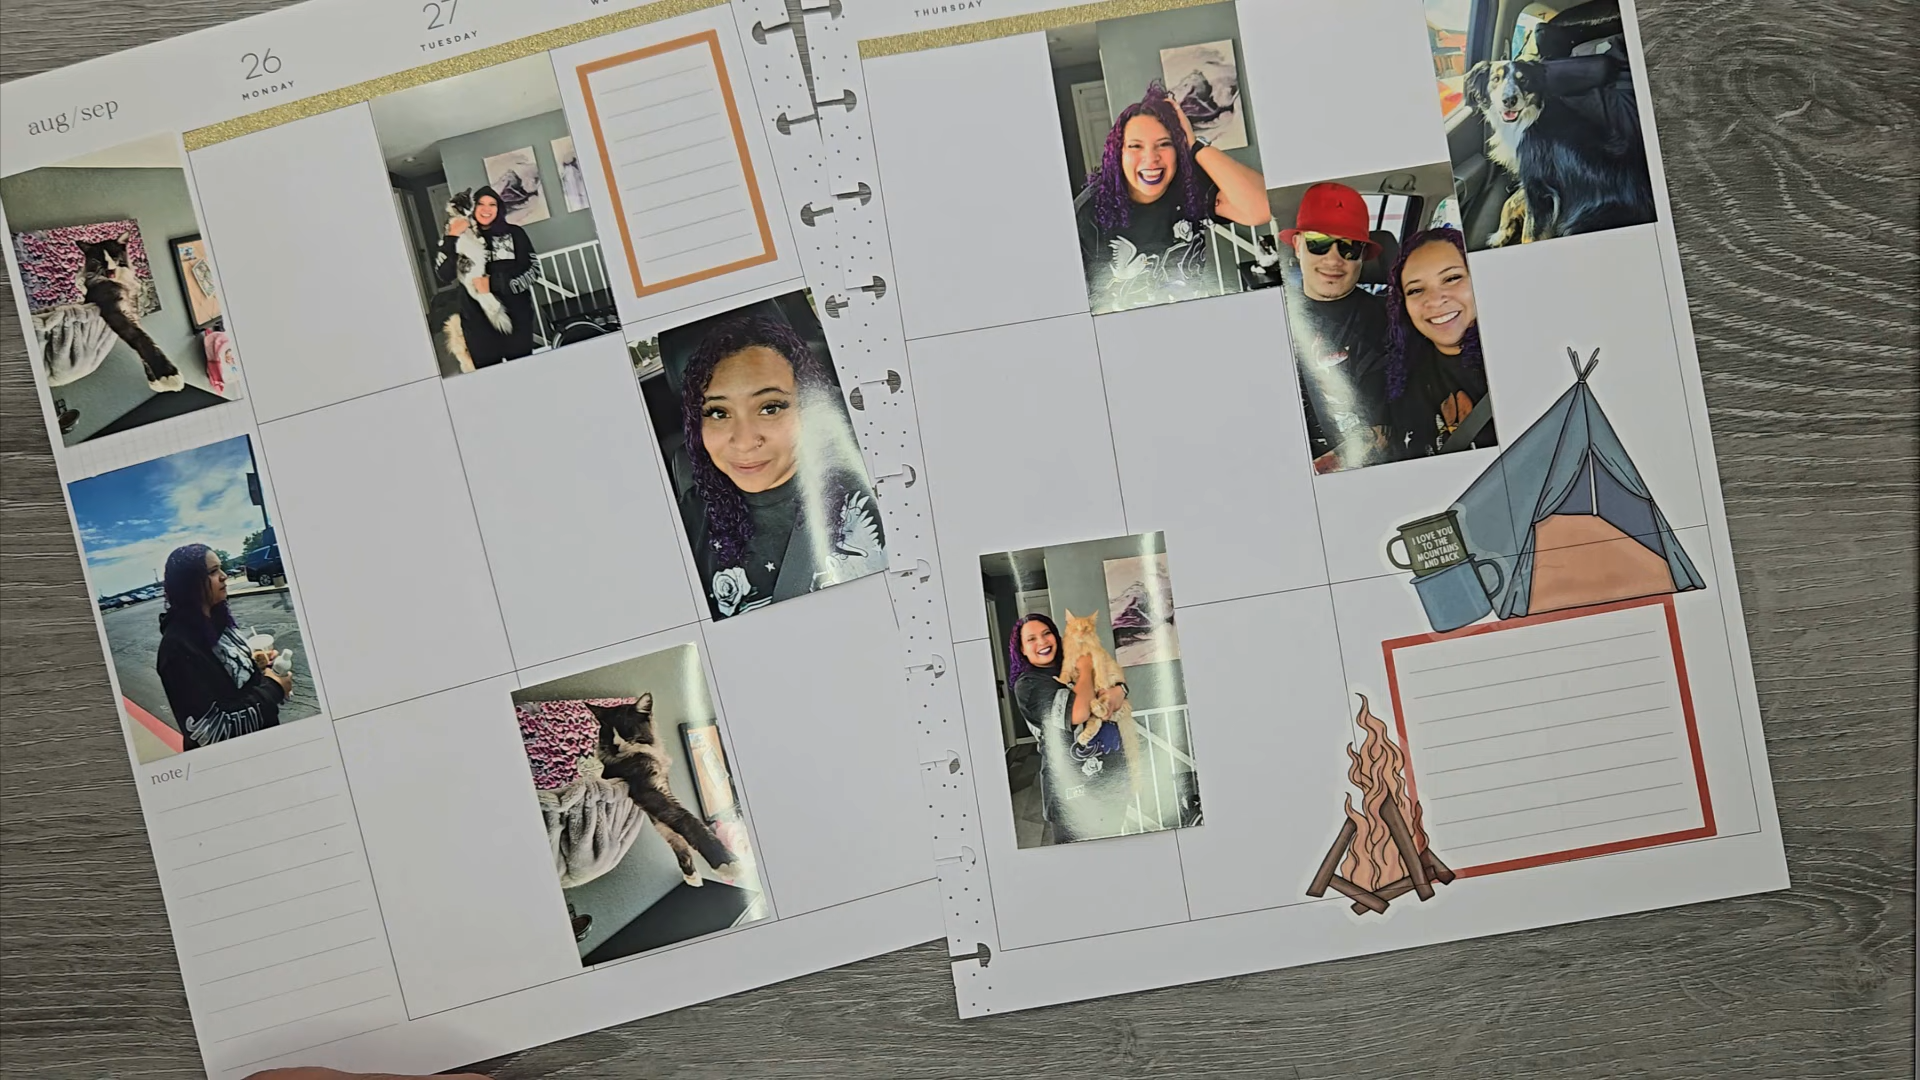 aug/sep
26
MONDAY
27
TUESDAY
THURSDAY
I LOVE YOU
TO THE
MOUNTAINS
AND BACK
note/